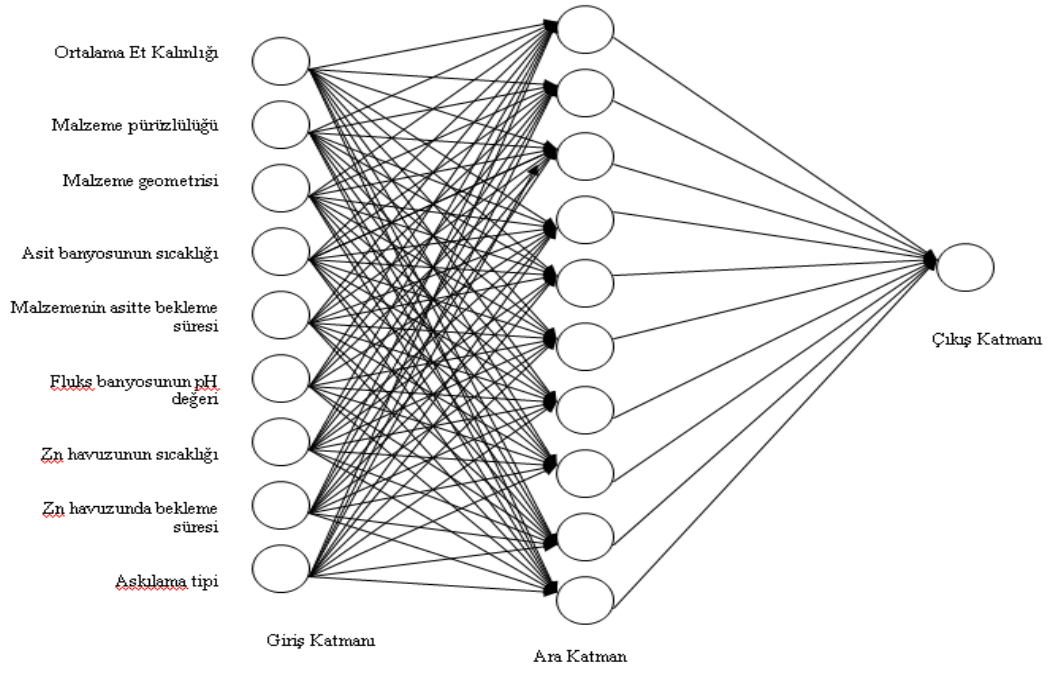 Ortalama Et Kalınlığı
Malzeme pürüzlülüğü
Malzeme geometrisi
Asit banyosunun sıcaklığı
Malzemenin asitte bekleme
süresi
Fluks banyosunun pH
değeri
Zn havuzunun sıcaklığı
Zn havuzunda bekleme
süresi
Askılama tipi
Giriş Katmanı
Ara Katman
Çıkış Katmanı